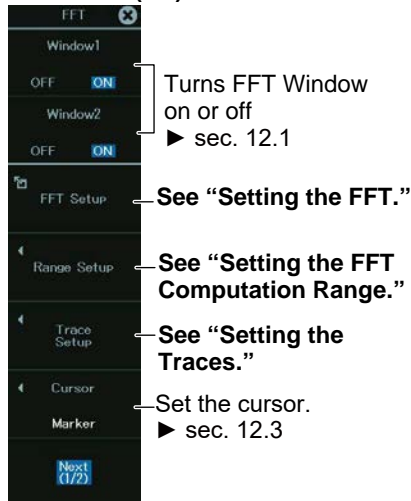 FFT
Window1
OFF ON
Window2
OFF ON
Turns FFT Window
on or off
► sec. 12.1
FFT Setup
See “Setting the FFT.”
Range Setup
See “Setting the FFT
Computation Range.”
Trace
Setup
See “Setting the
Traces.”
Cursor
Marker
Set the cursor.
► sec. 12.3
Next
(1/2)